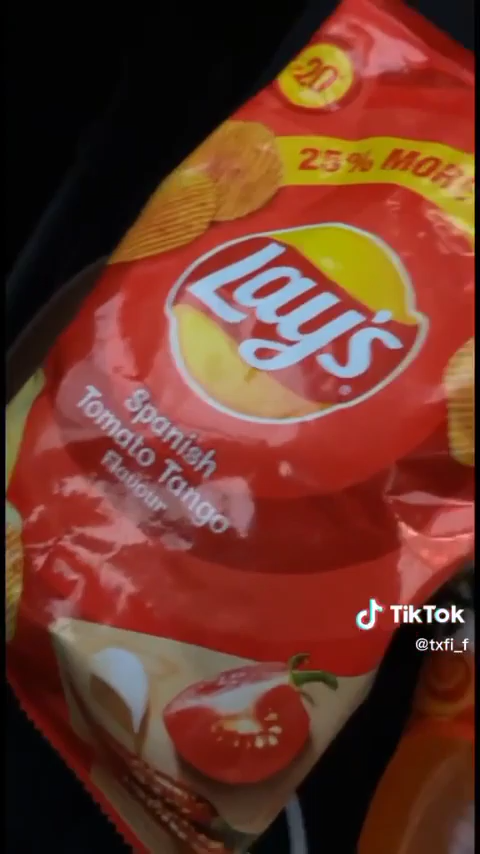 20
25% MORE
Lay's
Spanish
Tomato Tango
Flavour
TikTok
@txfi_f